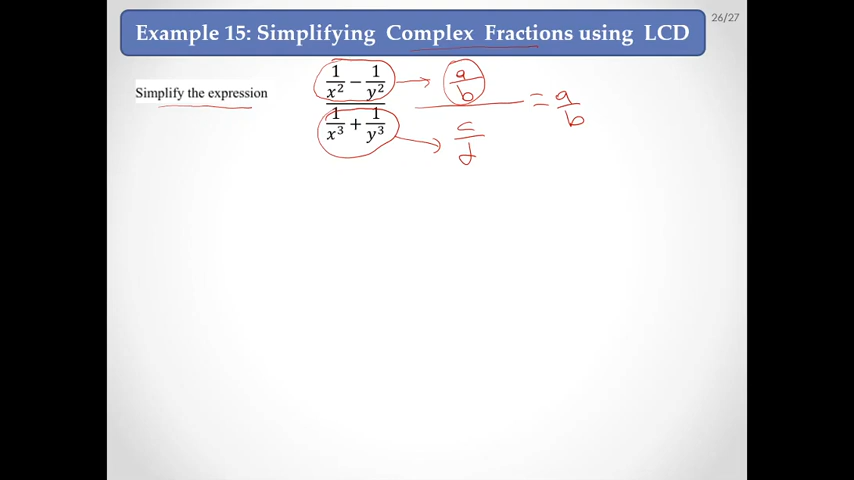 26/27
Example 15: Simplifying Complex Fractions using LCD
Simplify the expression
1/x² − 1/y²
1/x³ + 1/y³
a/b
c/d
= a/b